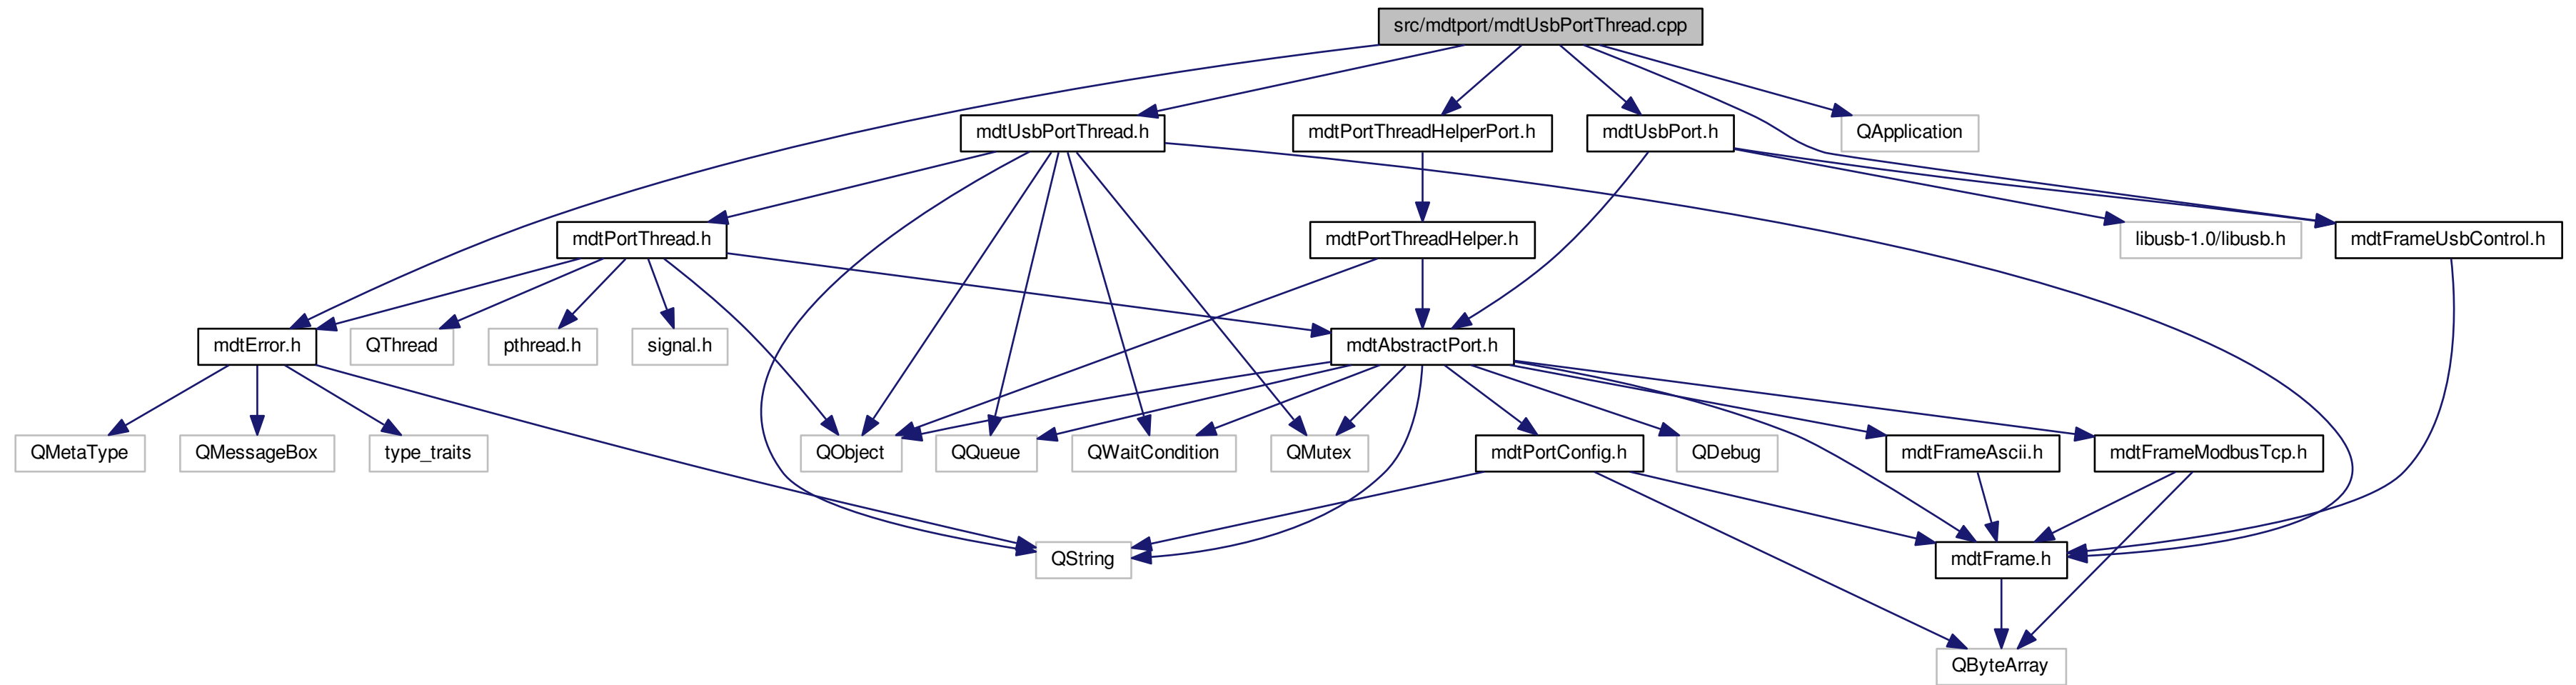 src/mdtport/mdtUsbPortThread.cpp
mdtUsbPortThread.h
mdtPortThreadHelperPort.h
mdtUsbPort.h
QApplication
mdtPortThread.h
mdtPortThreadHelper.h
libusb-1.0/libusb.h
mdtFrameUsbControl.h
mdtError.h
QThread
pthread.h
signal.h
mdtAbstractPort.h
QMetaType
QMessageBox
type_traits
QObject
QQueue
QWaitCondition
QMutex
mdtPortConfig.h
QDebug
mdtFrameAscii.h
mdtFrameModbusTcp.h
QString
mdtFrame.h
QByteArray